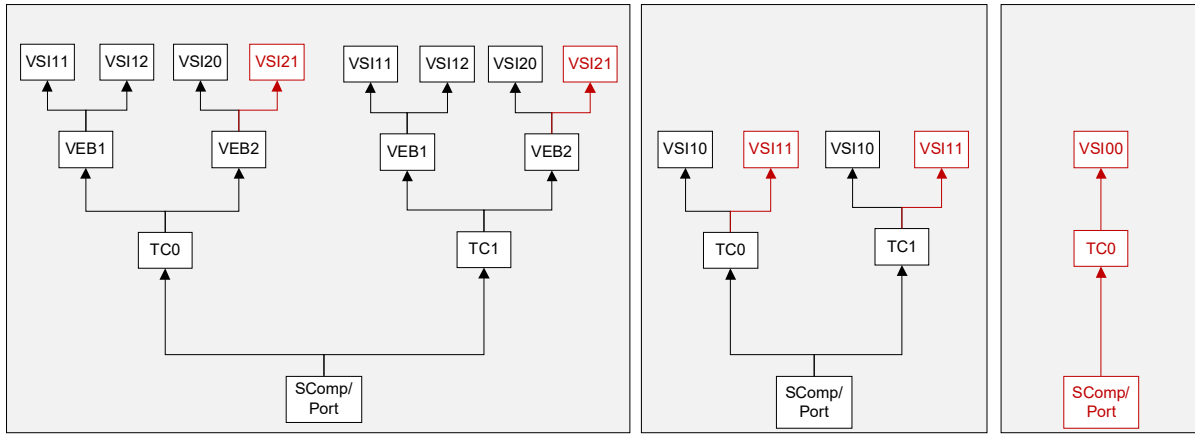 VSI11
VSI12
VSI20
VSI21
VEB1
VEB2
TC0
VSI11
VSI12
VSI20
VSI21
VEB1
VEB2
TC1
SComp/
Port
VSI10
VSI11
VSI10
VSI11
TC0
TC1
SComp/
Port
VSI00
TC0
SComp/
Port